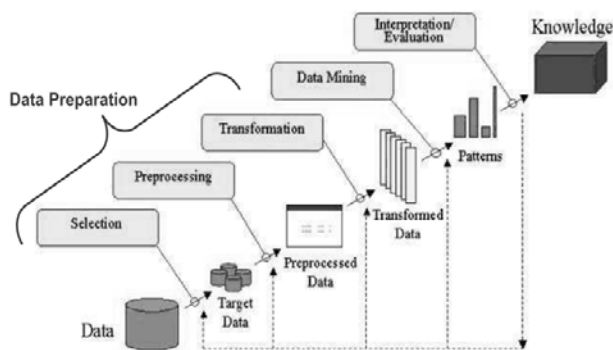 Interpretation/
Evaluation
Knowledge
Data Mining
Data Preparation
Transformation
Patterns
Preprocessing
Transformed
Data
Selection
Preprocessed
Data
Target
Data
Data